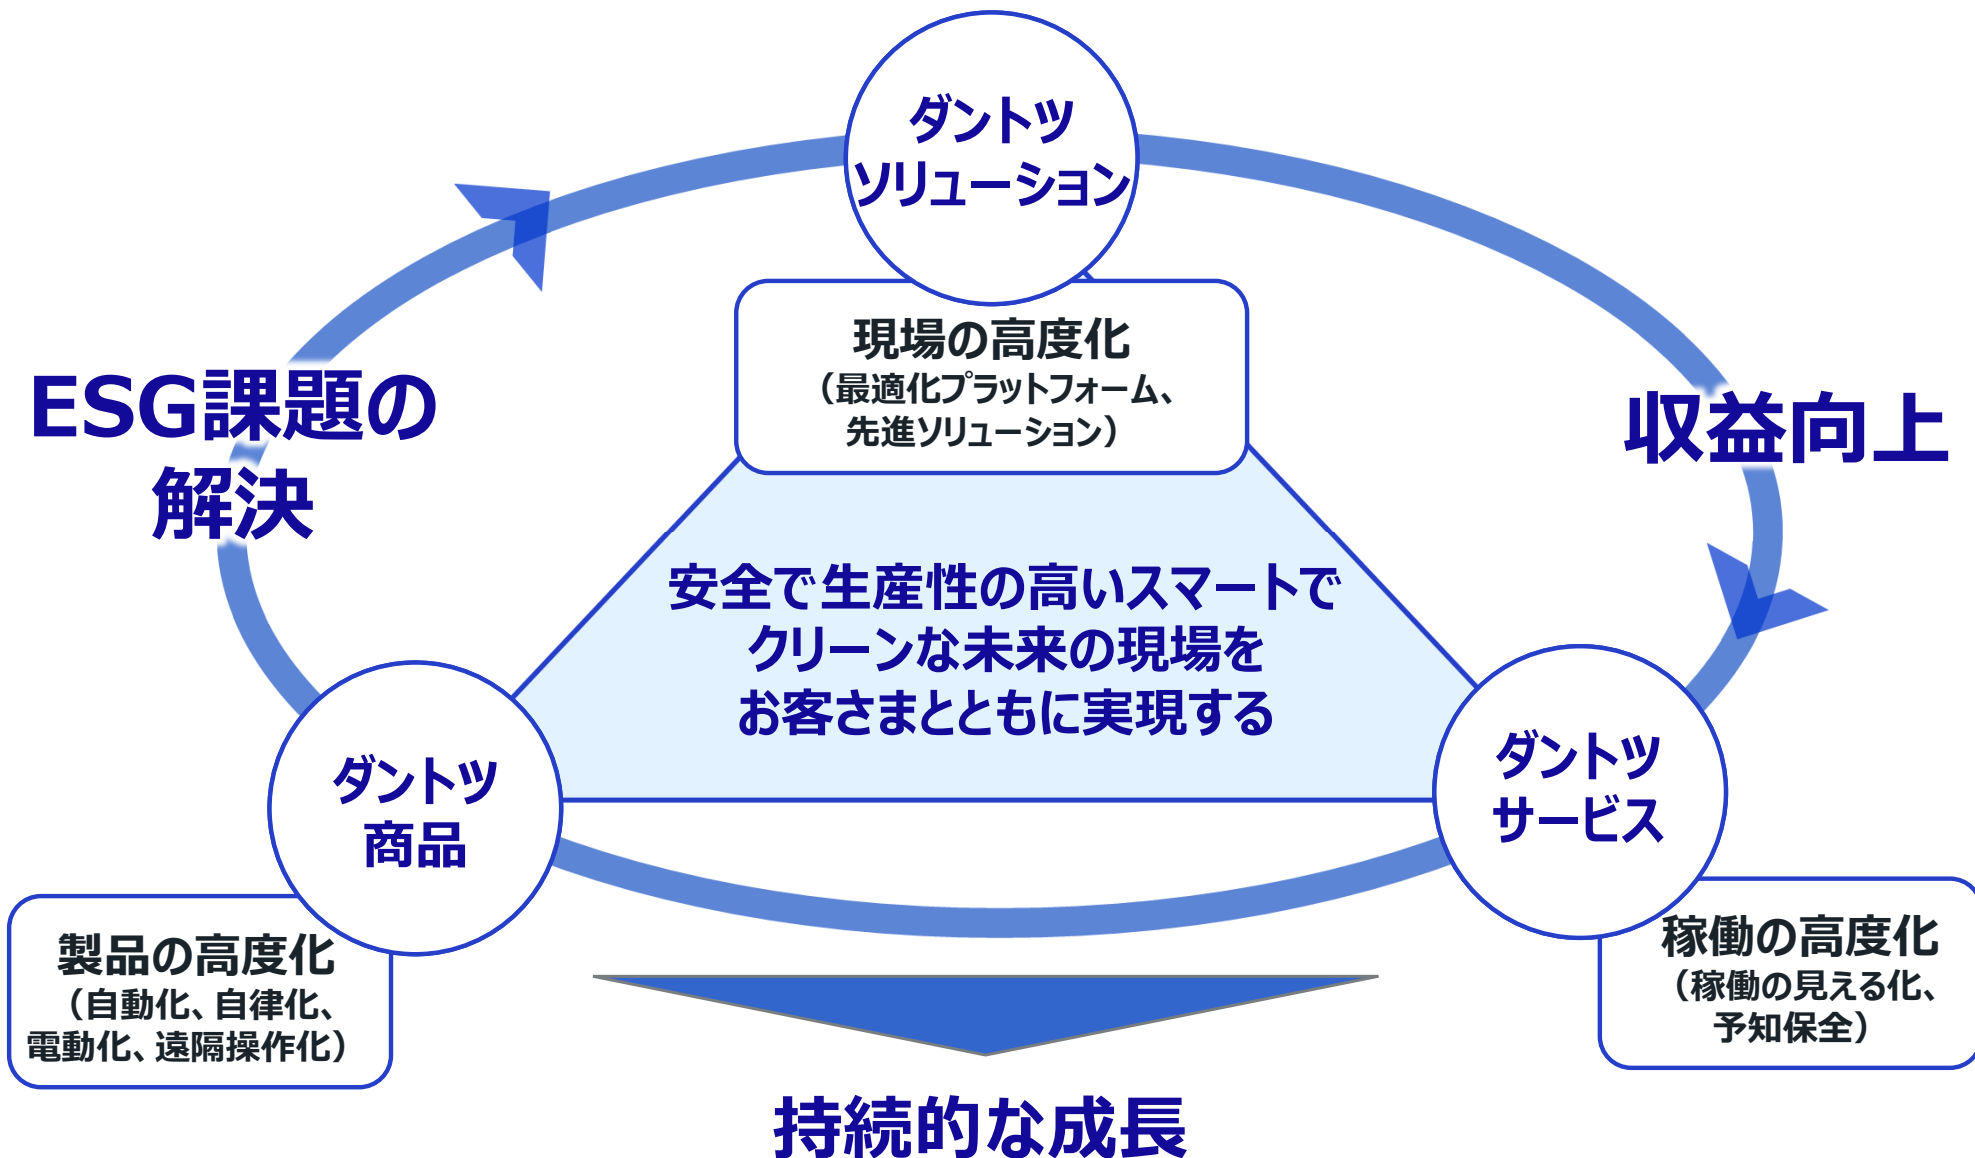 ダントツ
ソリューション
現場の高度化
（最適化プラットフォーム、
先進ソリューション）
ESG課題の
解決
収益向上
安全で生産性の高いスマートで
クリーンな未来の現場を
お客さまとともに実現する
ダントツ
商品
製品の高度化
（自動化、自律化、
電動化、遠隔操作化）
ダントツ
サービス
稼働の高度化
（稼働の見える化、
予知保全）
持続的な成長